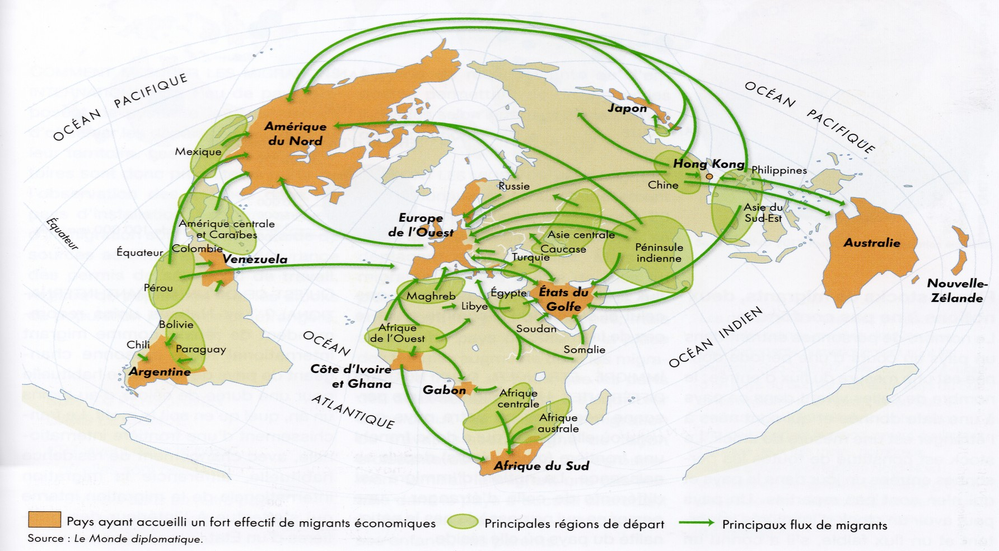 OCÉAN PACIFIQUE
OCÉAN PACIFIQUE
Japon
Amérique
du Nord
Mexique
Hong Kong
Philippines
Chine
Russie
Asie du
Sud-Est
Europe
de l'Ouest
Amérique centrale
et Caraïbes
Équateur
Asie centrale
Caucase
Péninsule
indienne
Australie
Équateur
Colombie
Venezuela
Turquie
Pérou
Maghreb
Égypte
États du
Golfe
Nouvelle-
Zélande
Libye
Bolivie
Afrique
de l'Ouest
Soudan
OCÉAN INDIEN
Chili
Paraguay
Somalie
OCÉAN
ATLANTIQUE
Argentine
Côte d'Ivoire
et Ghana
Gabon
Afrique
centrale
Afrique
australe
Afrique du Sud
Pays ayant accueilli un fort effectif de migrants économiques
Principales régions de départ
Principaux flux de migrants
Source : Le Monde diplomatique.